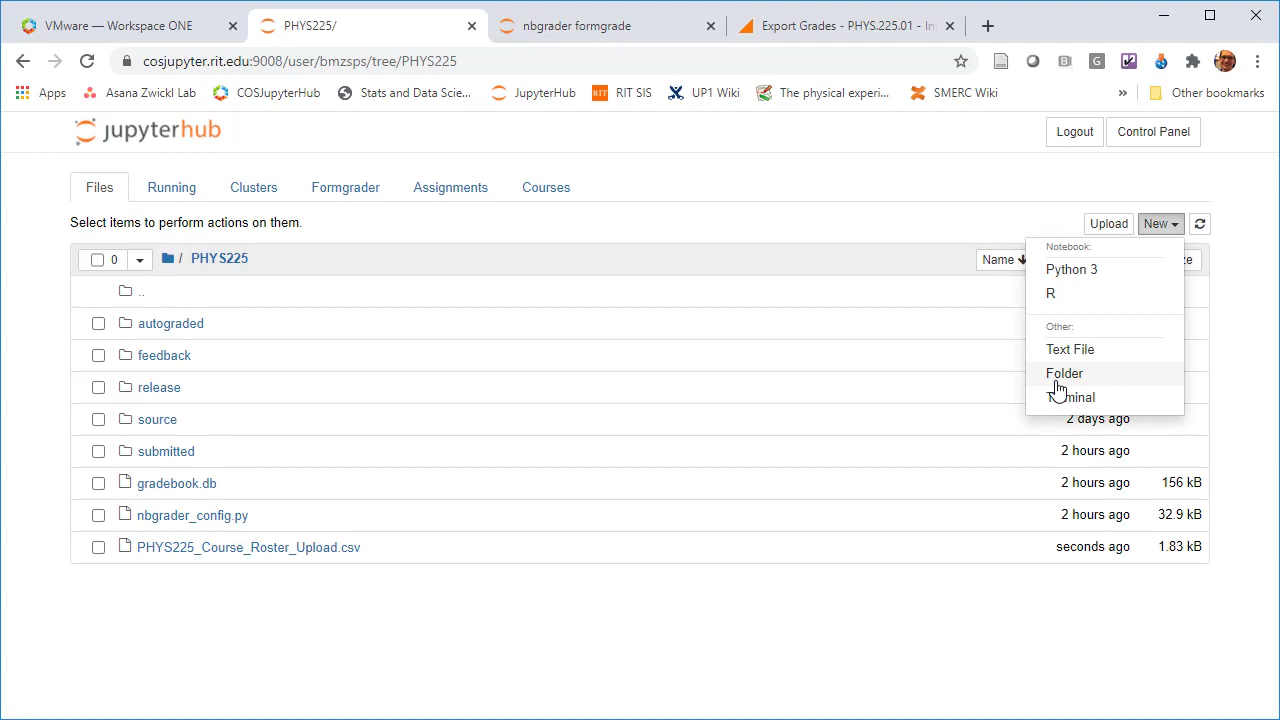 VMware — Workspace ONE
PHYS225/
nbgrader formgrade
Export Grades - PHYS.225.01 - In
cosjupyter.rit.edu:9008/user/bmzsps/tree/PHYS225
Apps
Asana Zwickl Lab
COSJupyterHub
Stats and Data Scie...
JupyterHub
RIT
RIT SIS
UP1 Wiki
The physical experi...
SMERC Wiki
»
Other bookmarks
jupyterhub
Logout
Control Panel
Files
Running
Clusters
Formgrader
Assignments
Courses
Select items to perform actions on them.
Upload
New
0
/ PHYS225
Name
ze
Notebook:
Python 3
R
Other:
Text File
Folder
Terminal
..
autograded
feedback
release
source
2 days ago
submitted
2 hours ago
gradebook.db
2 hours ago
156 kB
nbgrader_config.py
2 hours ago
32.9 kB
PHYS225_Course_Roster_Upload.csv
seconds ago
1.83 kB